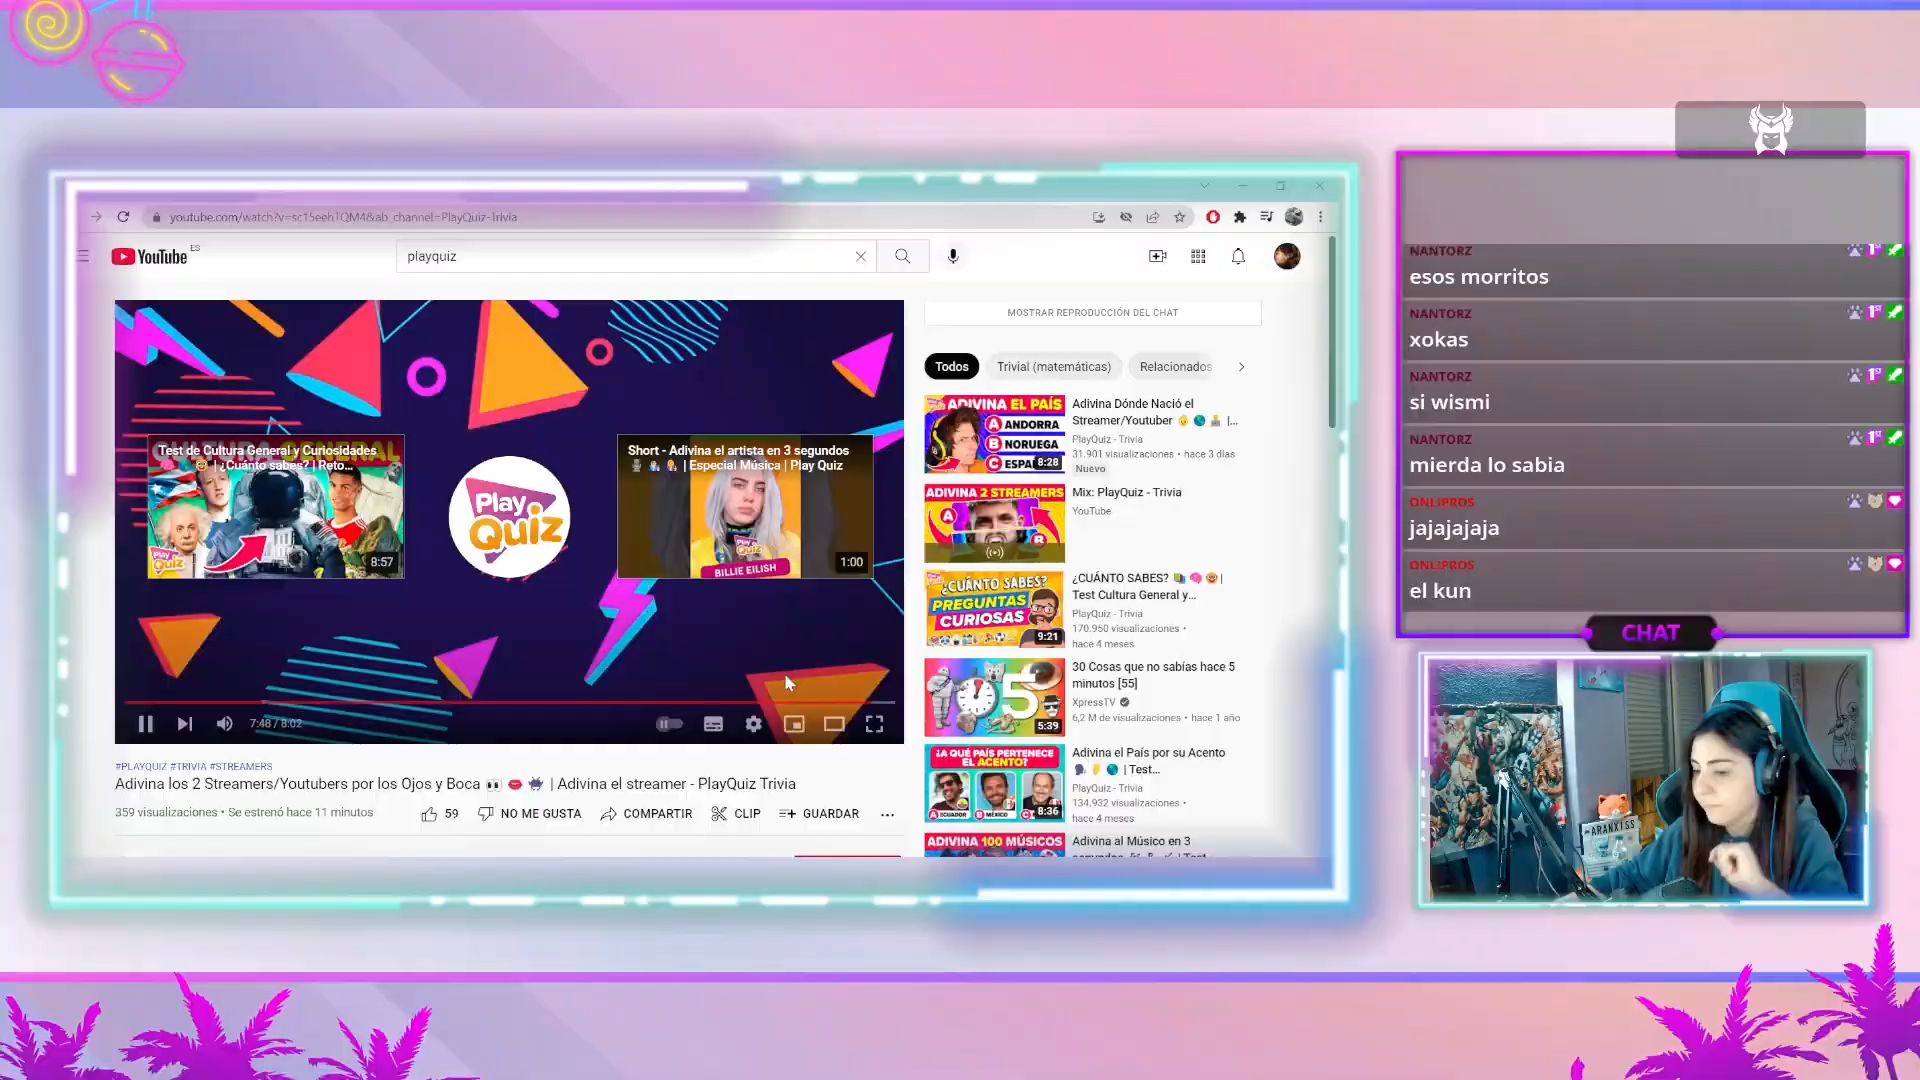 youtube.com/watch?v=sc15eehTQM4&ab_channel=PlayQuiz-Trivia
YouTube ES
playquiz
CULTURA GENERAL
Test de Cultura General y Curiosidades
| ¿Cuánto sabes? | Reto...
Play Quiz
8:57
Play
Quiz
Short - Adivina el artista en 3 segundos
| Especial Música | Play Quiz
BILLIE EILISH
1:00
7:48 / 8:02
#PLAYQUIZ #TRIVIA #STREAMERS
Adivina los 2 Streamers/Youtubers por los Ojos y Boca 👀 👄 👾 | Adivina el streamer - PlayQuiz Trivia
359 visualizaciones • Se estrenó hace 11 minutos
59
NO ME GUSTA
COMPARTIR
CLIP
GUARDAR
MOSTRAR REPRODUCCIÓN DEL CHAT
Todos
Trivial (matemáticas)
Relacionados
ADIVINA EL PAÍS
A ANDORRA
B NORUEGA
C ESPA
8:28
Adivina Dónde Nació el
Streamer/Youtuber |...
PlayQuiz - Trivia
31.901 visualizaciones • hace 3 días
Nuevo
ADIVINA 2 STREAMERS
A
B
Mix: PlayQuiz - Trivia
YouTube
¿CUÁNTO SABES?
PREGUNTAS
CURIOSAS
9:21
¿CUÁNTO SABES? |
Test Cultura General y...
PlayQuiz - Trivia
170.950 visualizaciones •
hace 4 meses
5
5:39
30 Cosas que no sabías hace 5
minutos [55]
XpressTV
6,2 M de visualizaciones • hace 1 año
¿A QUÉ PAÍS PERTENECE
EL ACENTO?
A ECUADOR
B MÉXICO
C
8:36
Adivina el País por su Acento
| Test...
PlayQuiz - Trivia
134.932 visualizaciones •
hace 4 meses
ADIVINA 100 MÚSICOS
Adivina al Músico en 3
NANTORZ
esos morritos
NANTORZ
xokas
NANTORZ
si wismi
NANTORZ
mierda lo sabia
ONLIPROS
jajajajaja
ONLIPROS
el kun
CHAT
ARANXISS